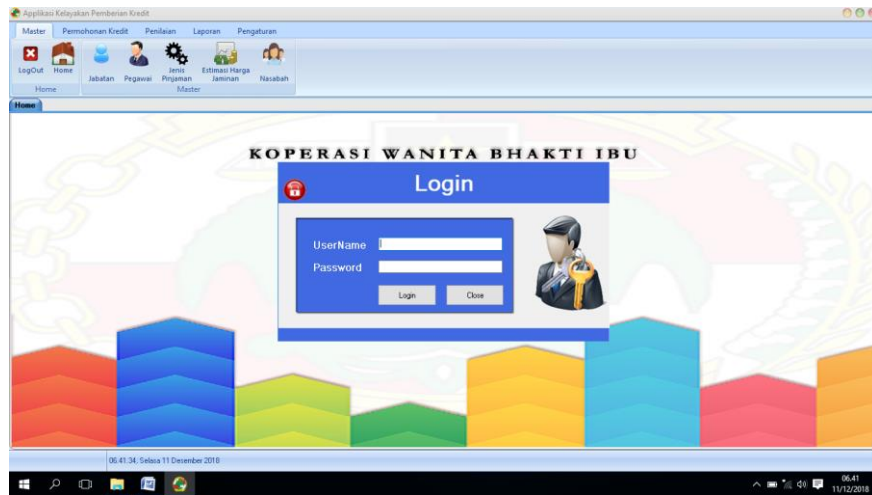 Applikasi Kelayakan Pemberian Kredit
Master Permohonan Kredit Penilaian Laporan Pengaturan
LogOut Home Jabatan Pegawai Jenis Pinjaman Estimasi Harga Jaminan Nasabah
Home Master
Home
KOPERASI WANITA BHAKTI IBU
Login
UserName
Password
Login Close
06.41.34, Selasa 11 Desember 2018
06.41
11/12/2018